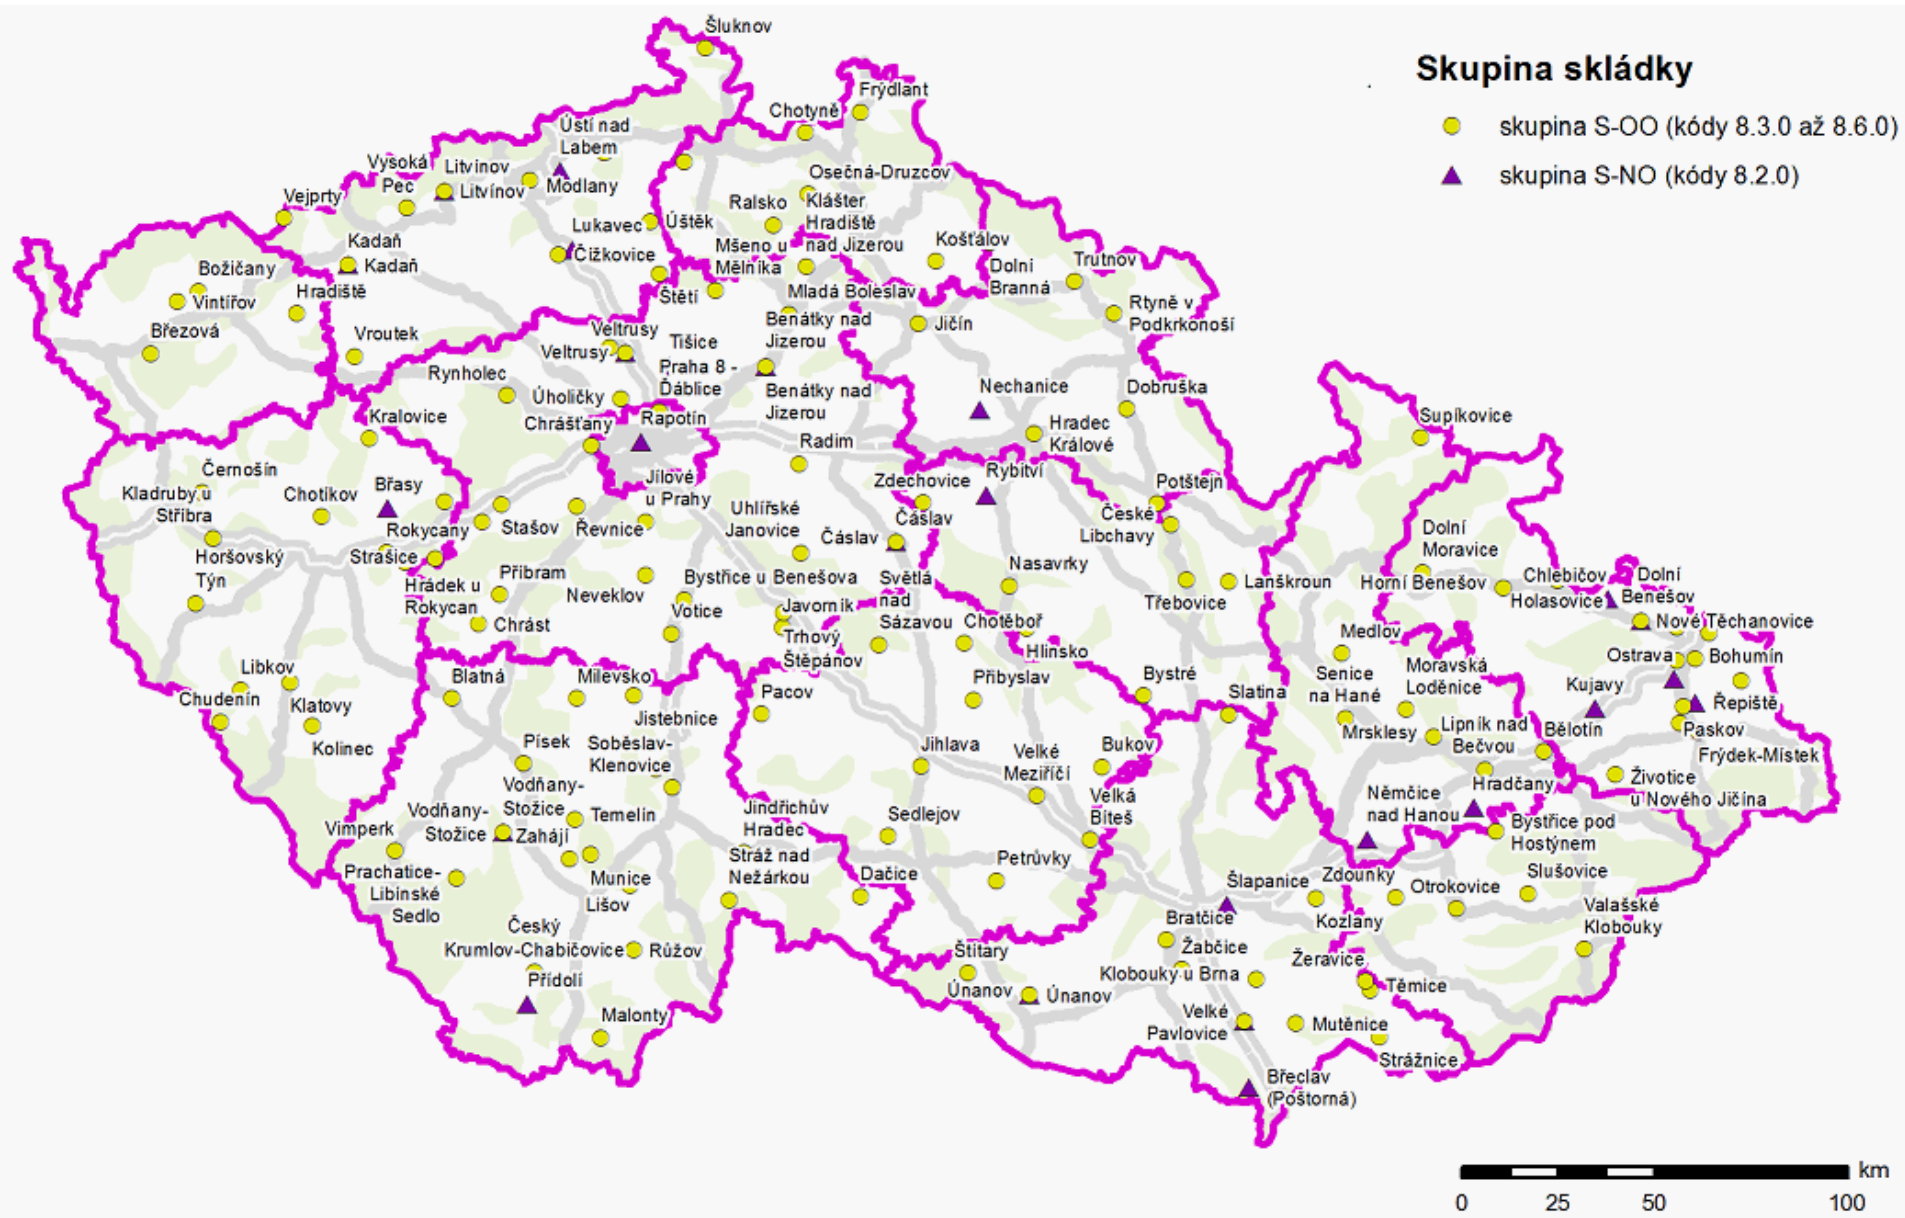 Skupina skládky
skupina S-OO (kódy 8.3.0 až 8.6.0)
skupina S-NO (kódy 8.2.0)
Šluknov
Frýdlant
Chotyně
Ústí nad
Labem
Vysoká
Pec
Litvínov
Litvínov
Modlany
Osečná-Druzcov
Vejprty
Ralsko
Klášter
Hradiště
nad Jizerou
Lukavec
Úštěk
Čížkovice
Mšeno u
Mělníka
Košťálov
Kadaň
Kadaň
Božičany
Vintířov
Hradiště
Štětí
Mladá Boleslav
Dolní
Branná
Trutnov
Rtyně v
Podkrkonoší
Březová
Vroutek
Veltrusy
Veltrusy
Tišice
Benátky nad
Jizerou
Jičín
Praha 8 -
Ďáblice
Rynholec
Úholičky
Benátky nad
Jizerou
Nechanice
Dobruška
Kralovice
Chrášťany
Rapotín
Radim
Hradec
Králové
Supíkovice
Černošín
Kladruby u
Stříbra
Chotíkov
Břasy
Jílové
u Prahy
Zdechovice
Rybitví
Potštejn
Rokycany
Stašov
Řevnice
Uhlířské
Janovice
Čáslav
Čáslav
České
Libchavy
Dolní
Moravice
Horšovský
Týn
Strašice
Hrádek u
Rokycan
Příbram
Neveklov
Bystřice u Benešova
Světlá
nad
Sázavou
Nasavrky
Třebovice
Lanškroun
Horní Benešov
Chlebičov
Holasovice
Dolní
Benešov
Chrást
Votice
Javorník
Trhový
Štěpánov
Chotěboř
Hlinsko
Medlov
Nové Těchanovice
Libkov
Blatná
Milevsko
Přibyslav
Bystré
Senice
na Hané
Moravská
Loděnice
Ostrava
Bohumín
Chudenín
Klatovy
Kolinec
Jistebnice
Pacov
Slatina
Kujavy
Řepiště
Písek
Soběslav-
Klenovice
Jihlava
Velké
Meziříčí
Bukov
Mrsklesy
Lipník nad
Bečvou
Bělotín
Paskov
Frýdek-Místek
Vodňany-
Stožice
Vodňany-
Stožice
Zahájí
Temelín
Jindřichův
Hradec
Sedlejov
Velká
Bíteš
Němčice
nad Hanou
Hradčany
Životice
u Nového Jičína
Vimperk
Bystřice pod
Hostýnem
Prachatice-
Libínské
Sedlo
Munice
Lišov
Stráž nad
Nežárkou
Dačice
Petrůvky
Šlapanice
Zdounky
Otrokovice
Slušovice
Český
Krumlov-Chabičovice
Růžov
Bratčice
Kozlany
Valašské
Klobouky
Přídolí
Štítary
Žabčice
Klobouky u Brna
Žeravice
Únanov
Únanov
Těmice
Malonty
Velké
Pavlovice
Mutěnice
Strážnice
Břeclav
(Poštorná)
km
0 25 50 100